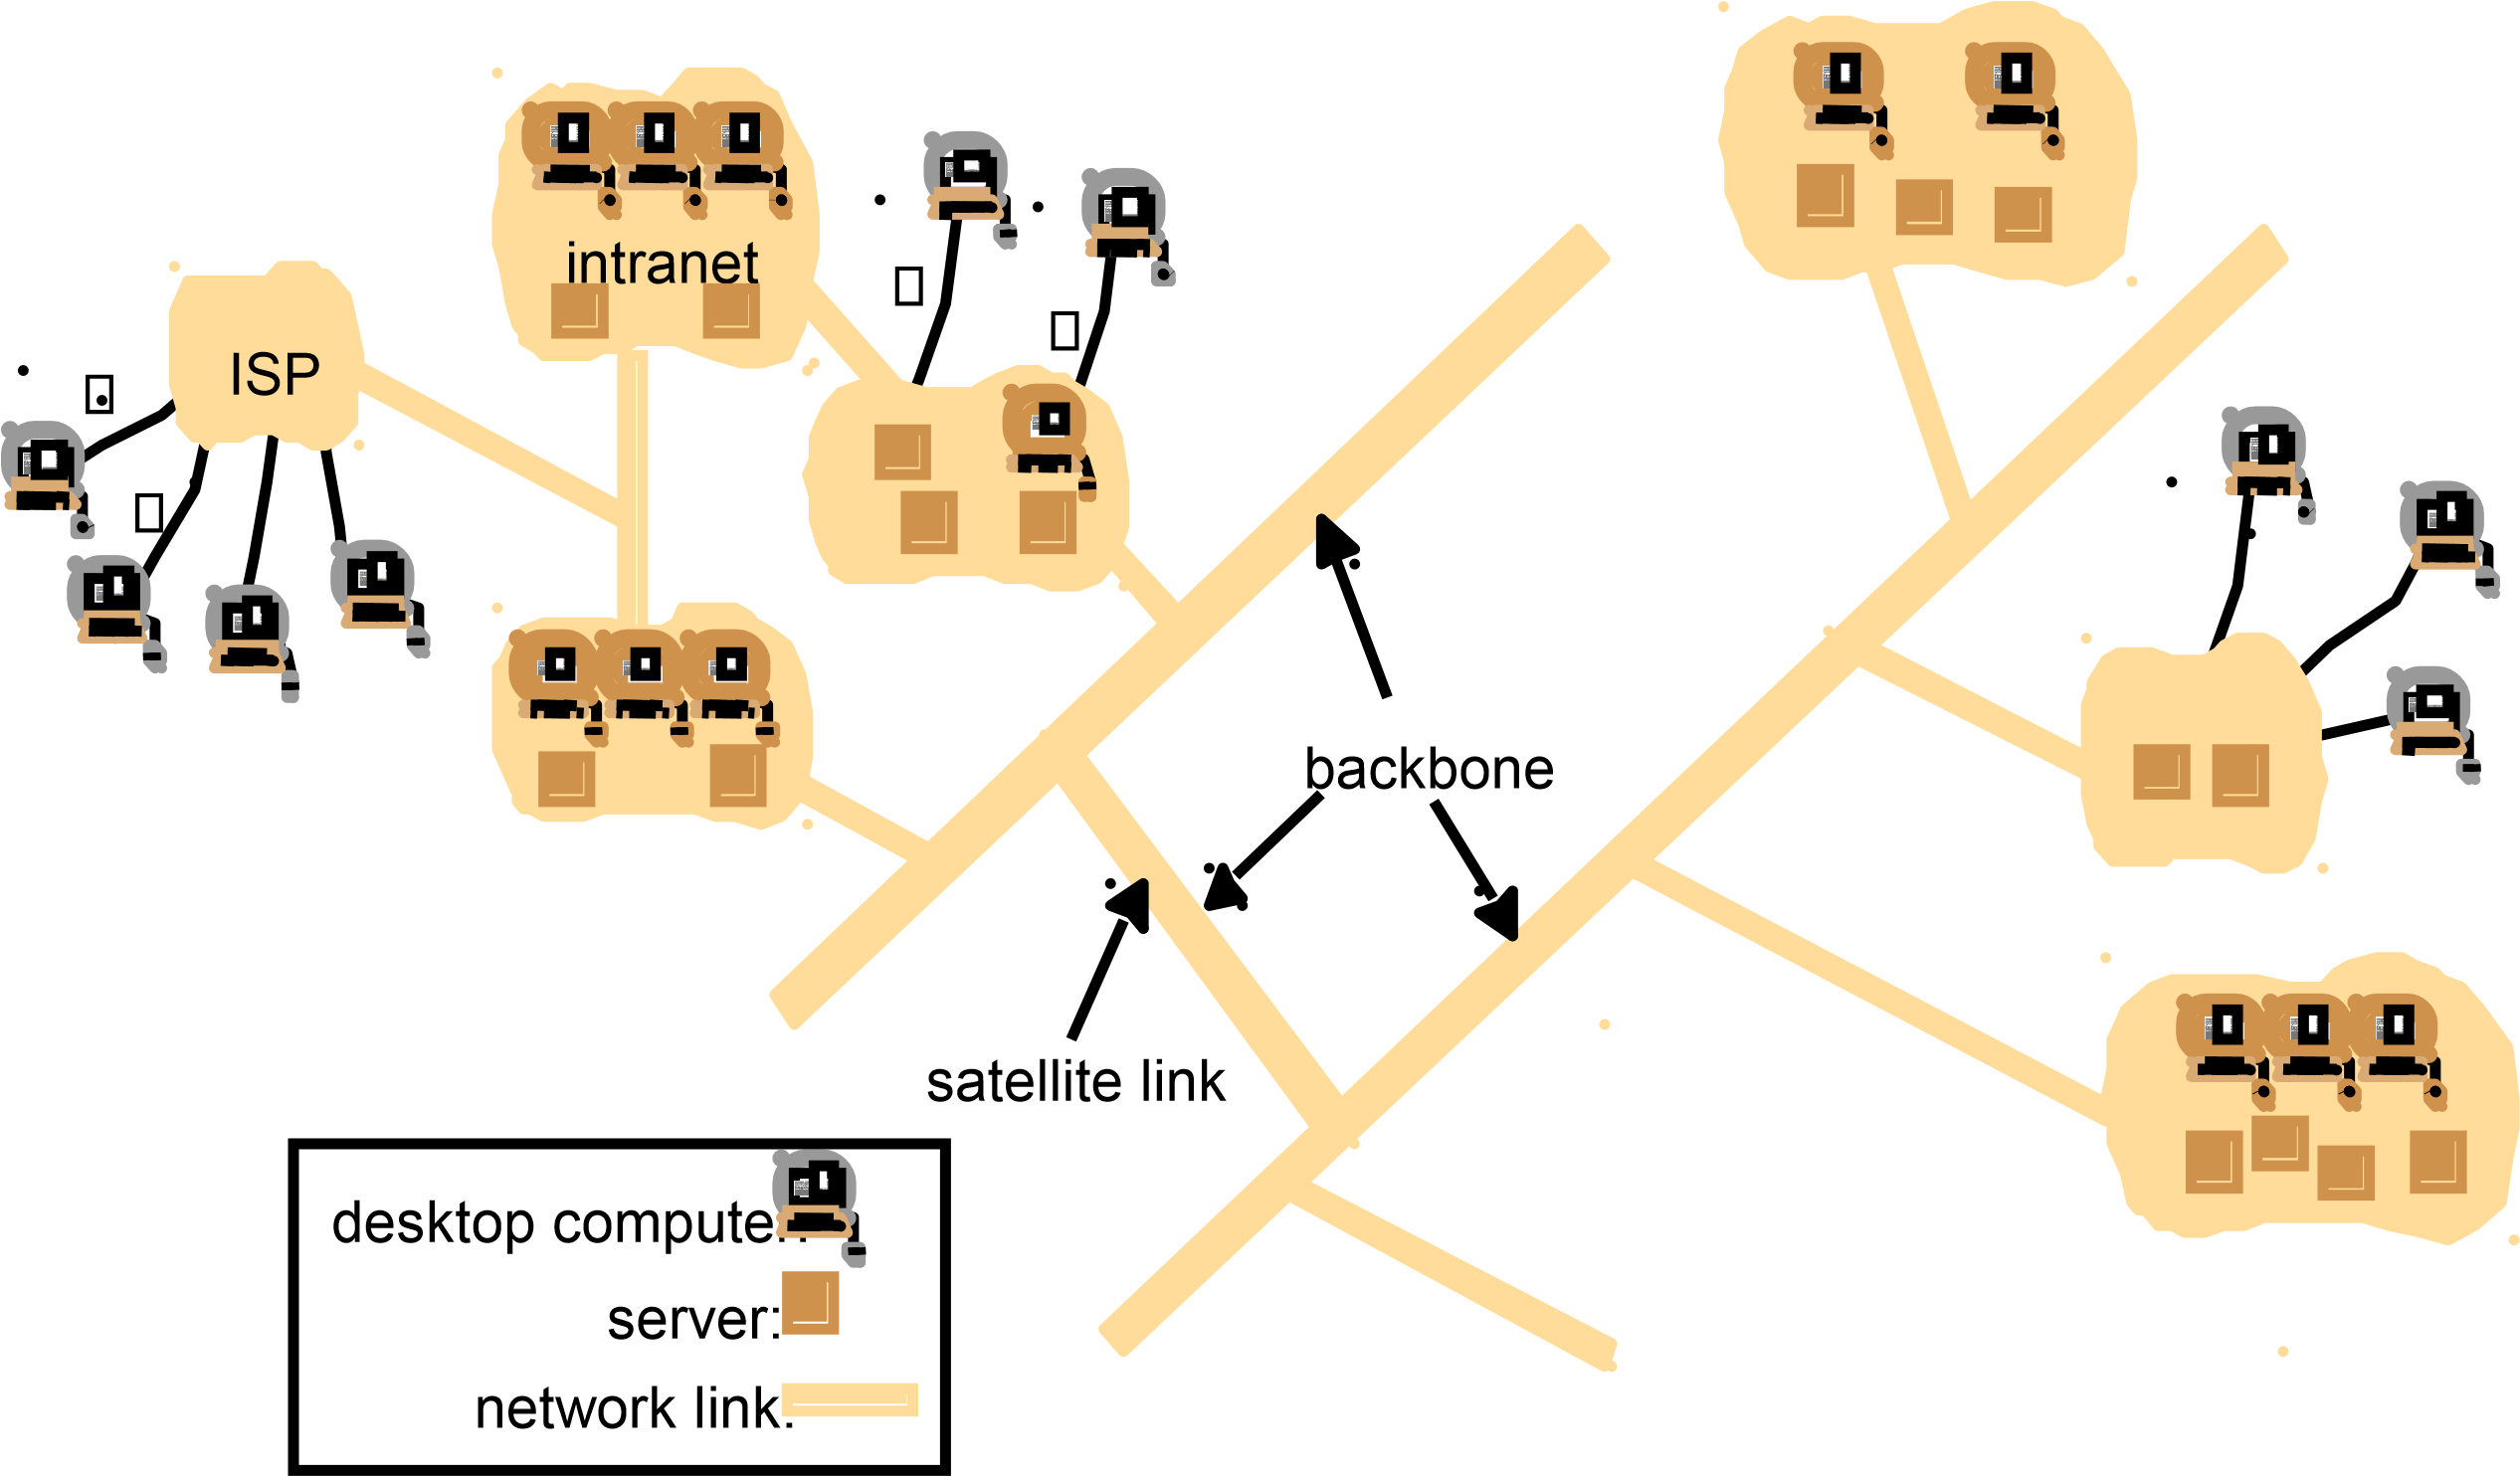 intranet
ISP
backbone
satellite link
desktop computer:
server:
network link: